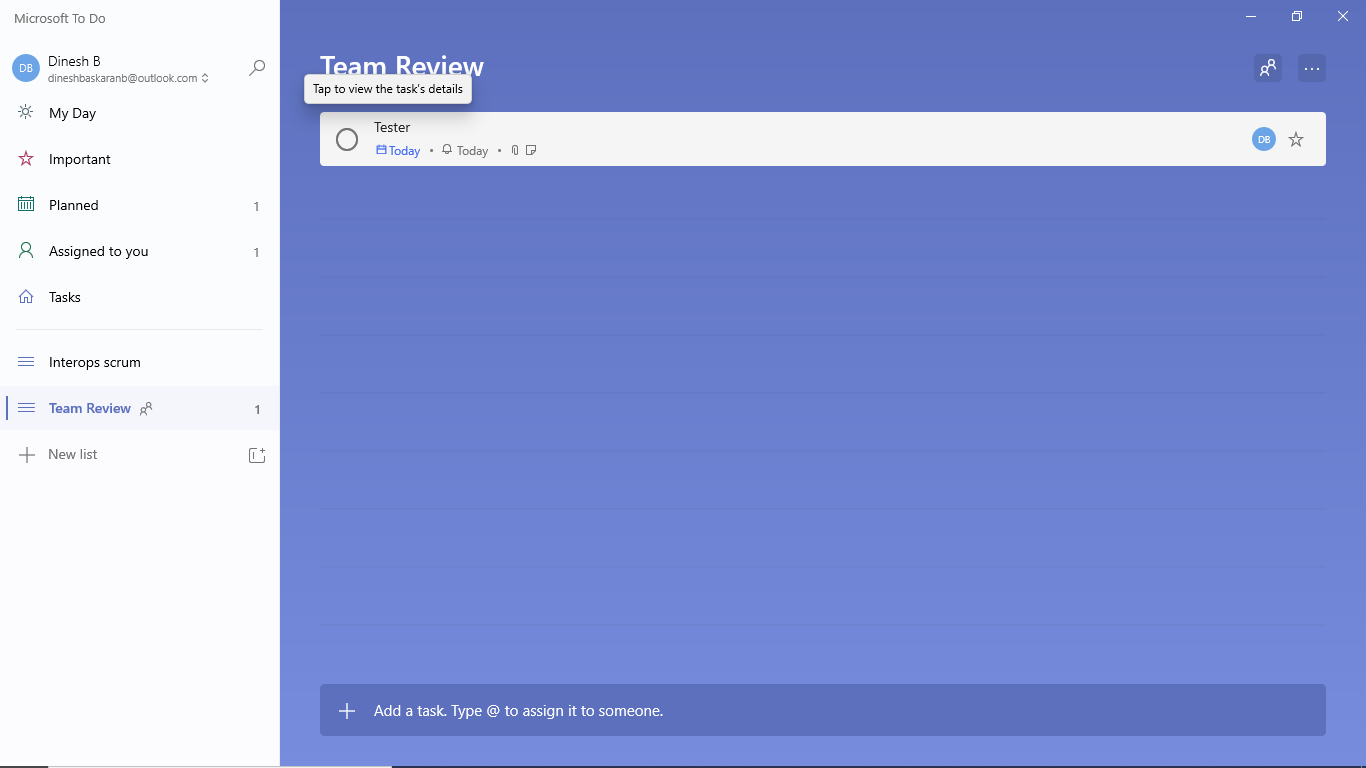 Microsoft To Do
DB
Dinesh B
dineshbaskaranb@outlook.com
My Day
Important
Planned 1
Assigned to you 1
Tasks
Interops scrum
Team Review 1
New list
Team Review
Tap to view the task's details
Tester
Today • Today •
DB
Add a task. Type @ to assign it to someone.